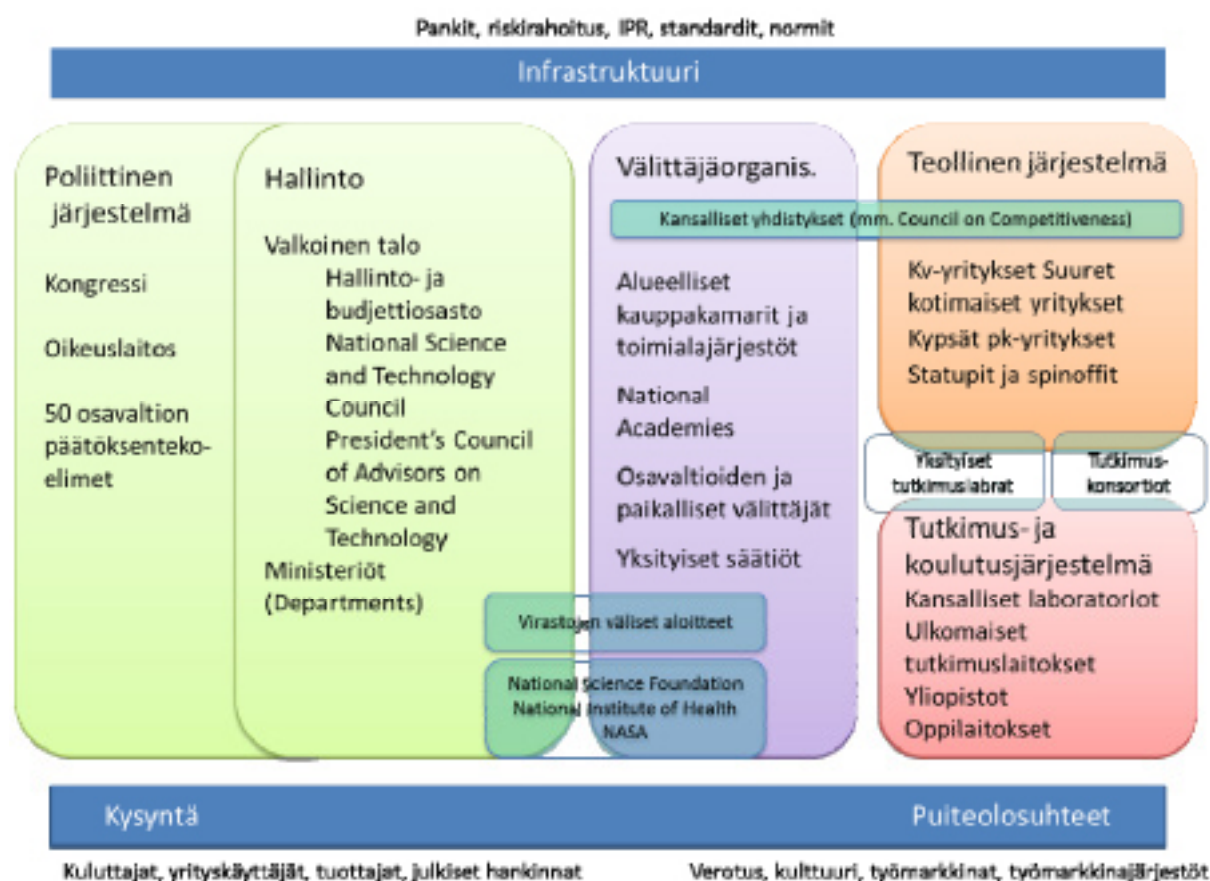 Pankit, riskirahoitus, IPR, standardit, normit
Infrastruktuuri
Poliittinen
järjestelmä
Kongressi
Oikeuslaitos
50 osavaltion
päätöksenteko-
elimet
Hallinto
Valkoinen talo
Hallinto- ja
budjettiosasto
National Science
and Technology
Council
President's Council
of Advisors on
Science and
Technology
Ministeriöt
(Departments)
Virastojen väliset aloitteet
National Science Foundation
National Institute of Health
NASA
Välittäjäorganis.
Kansalliset yhdistykset (mm. Council on Competitiveness)
Alueelliset
kauppakamarit ja
toimialajärjestöt
National
Academies
Osavaltioiden ja
paikalliset välittäjät
Yksityiset säätiöt
Teollinen järjestelmä
Kv-yritykset Suuret
kotimaiset yritykset
Kypsät pk-yritykset
Statupit ja spinoffit
Yksityiset
tutkimuslabrat
Tutkimus-
konsortiot
Tutkimus- ja
koulutusjärjestelmä
Kansalliset laboratoriot
Ulkomaiset
tutkimuslaitokset
Yliopistot
Oppilaitokset
Kysyntä
Puiteolosuhteet
Kuluttajat, yrityskäyttäjät, tuottajat, julkiset hankinnat
Verotus, kulttuuri, työmarkkinat, työmarkkinajärjestöt